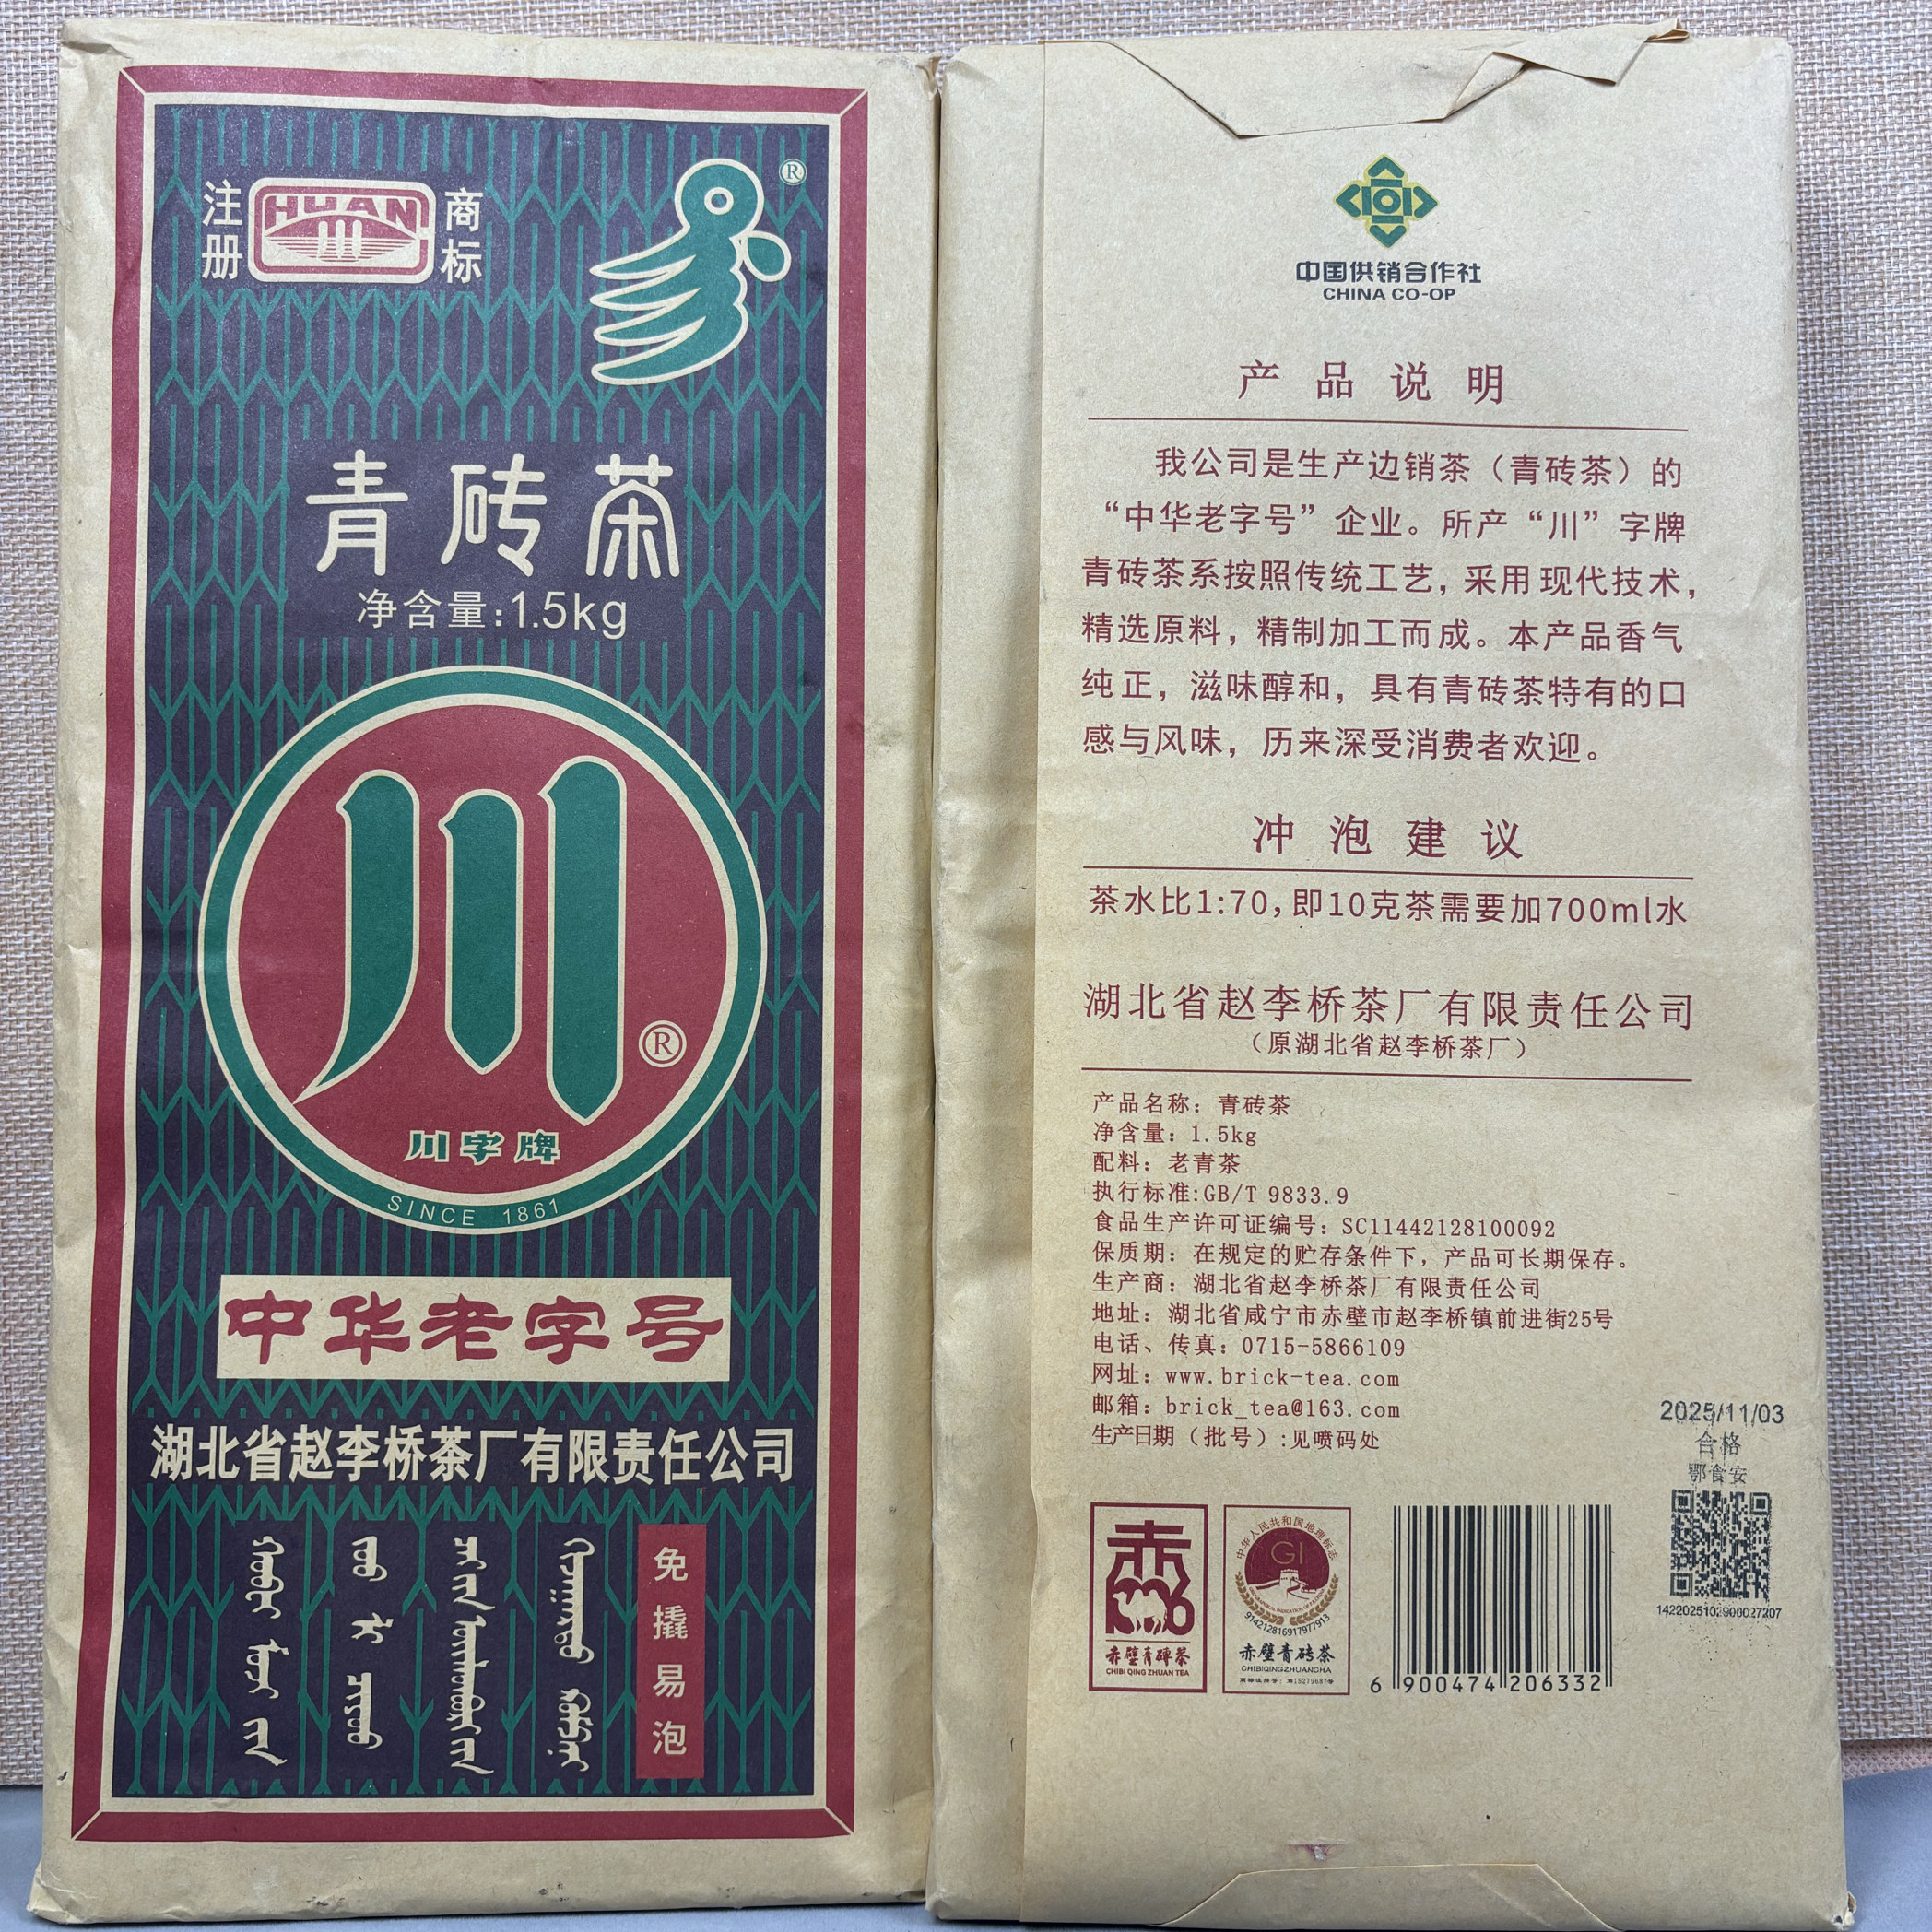 注册
HUAN
川
商标
®
青砖茶
净含量:1.5kg
川
®
川字牌
SINCE 1861
中华老字号
湖北省赵李桥茶厂有限责任公司
免撬易泡
中国供销合作社
CHINA CO-OP
产品说明
我公司是生产边销茶（青砖茶）的
“中华老字号”企业。所产“川”字牌
青砖茶系按照传统工艺,采用现代技术,
精选原料，精制加工而成。本产品香气
纯正，滋味醇和，具有青砖茶特有的口
感与风味，历来深受消费者欢迎。
冲泡建议
茶水比1:70,即10克茶需要加700ml水
湖北省赵李桥茶厂有限责任公司
（原湖北省赵李桥茶厂）
产品名称：青砖茶
净含量：1.5kg
配料：老青茶
执行标准:GB/T 9833.9
食品生产许可证编号：SC11442128100092
保质期：在规定的贮存条件下，产品可长期保存。
生产商：湖北省赵李桥茶厂有限责任公司
地址：湖北省咸宁市赤壁市赵李桥镇前进街25号
电话、传真：0715-5866109
网址：www.brick-tea.com
邮箱：brick_tea@163.com
生产日期（批号）:见喷码处
2025/11/03
合格
鄂食安
1422025102900027207
赤
赤壁青砖茶
CHIBI QING ZHUAN TEA
中华人民共和国地理标志
GI
914212816917977913
赤壁青砖茶
CHIBIQINGZHUANCHA
6 900474 206332